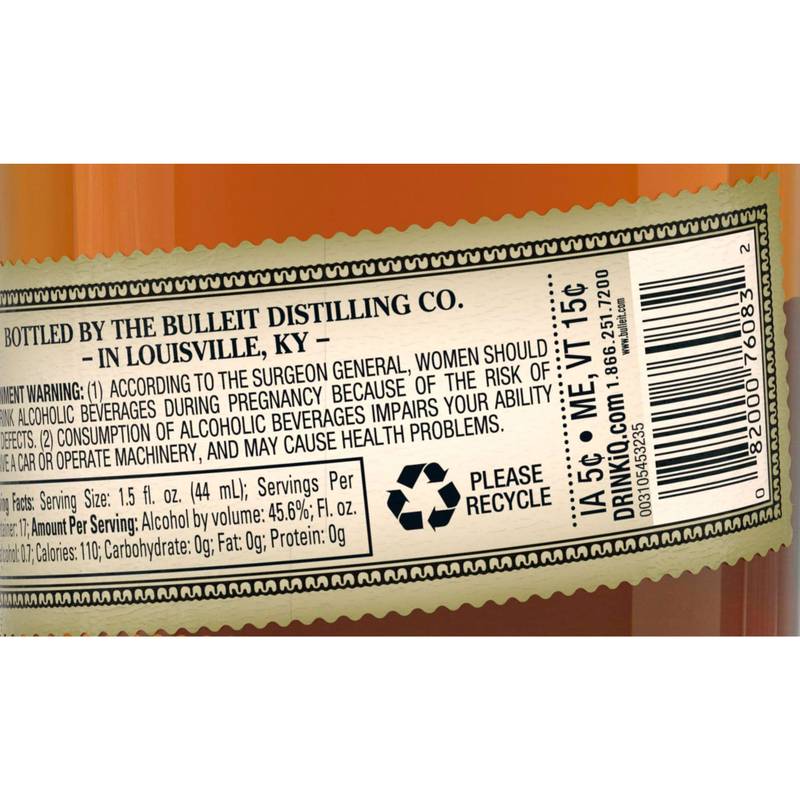 BOTTLED BY THE BULLEIT DISTILLING CO.
– IN LOUISVILLE, KY –
WARNING: (1) ACCORDING TO THE SURGEON GENERAL, WOMEN SHOULD
ALCOHOLIC BEVERAGES DURING PREGNANCY BECAUSE OF THE RISK OF
DEFECTS. (2) CONSUMPTION OF ALCOHOLIC BEVERAGES IMPAIRS YOUR ABILITY
A CAR OR OPERATE MACHINERY, AND MAY CAUSE HEALTH PROBLEMS.
Facts: Serving Size: 1.5 fl. oz. (44 mL); Servings Per
17; Amount Per Serving: Alcohol by volume: 45.6%; Fl. oz.
0.7; Calories: 110; Carbohydrate: 0g; Fat: 0g; Protein: 0g
PLEASE
RECYCLE
IA 5¢ • ME, VT 15¢
DRINKiQ.com 1.866.251.7200
www.bulleit.com
003105453235
0 82000 76083 2